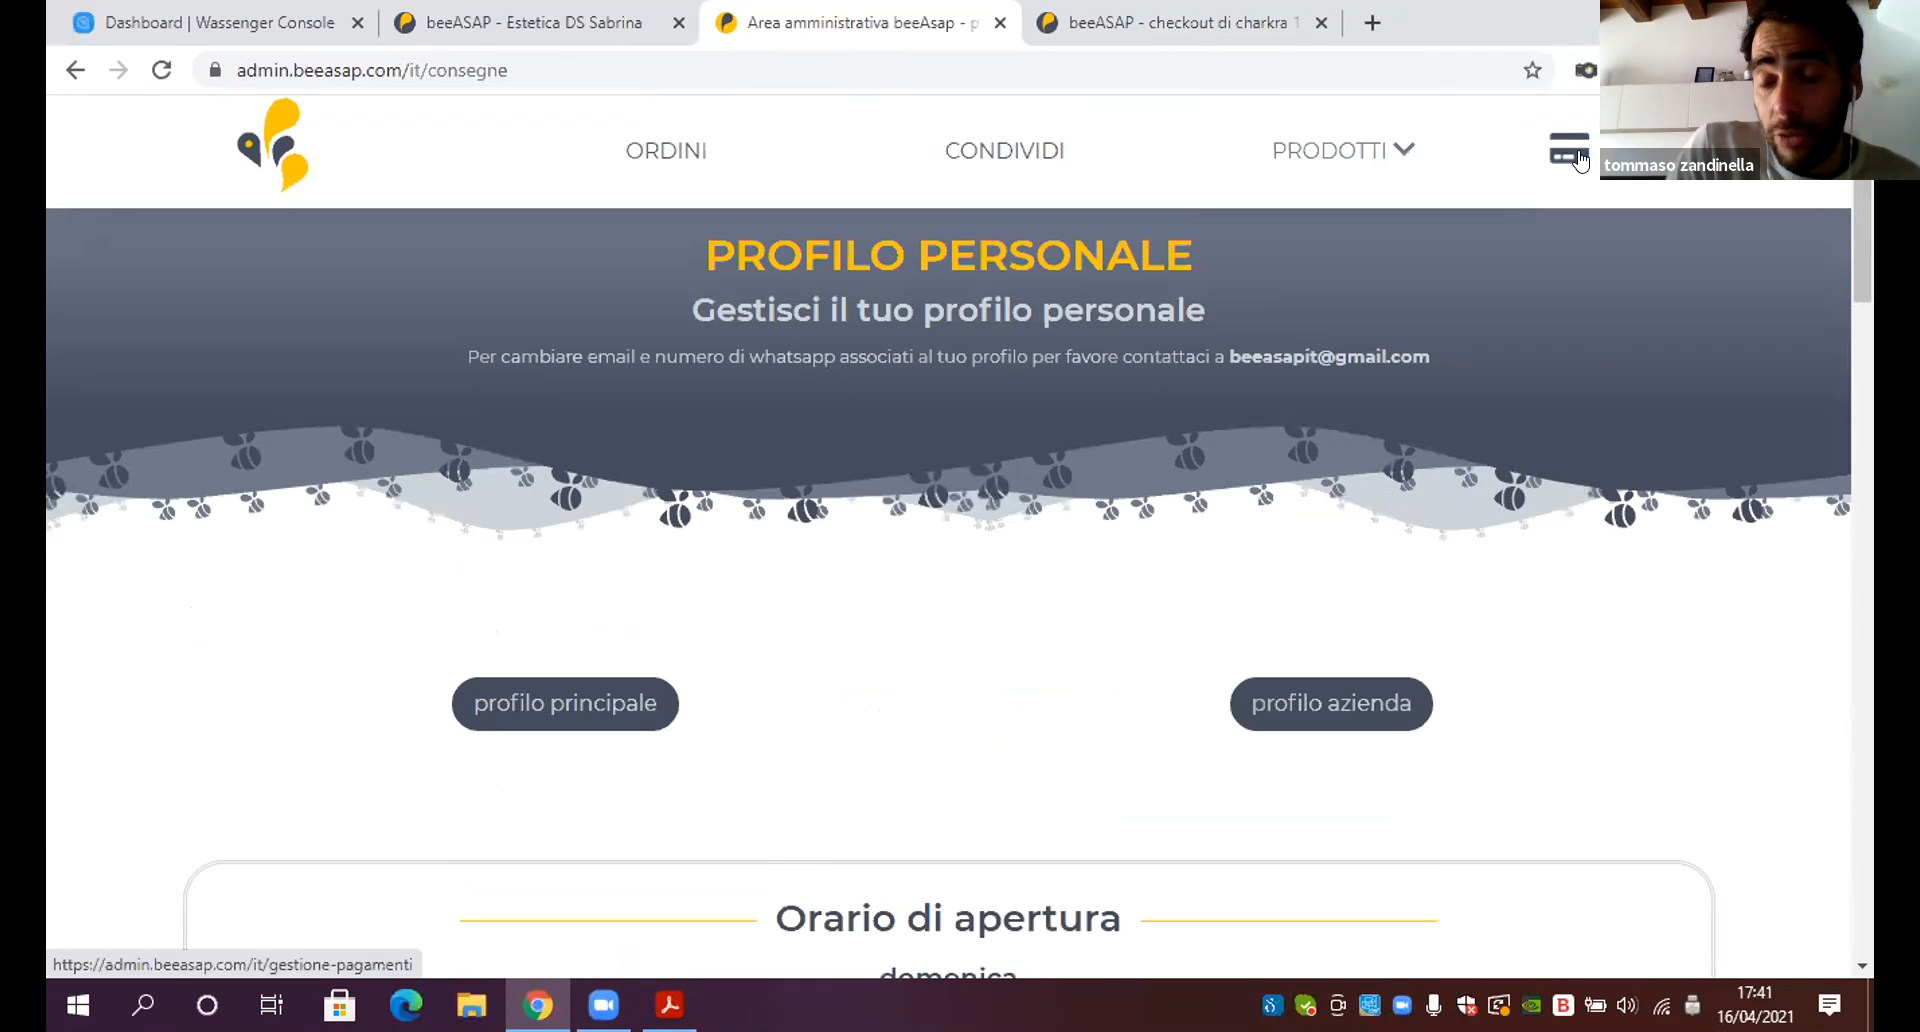 Dashboard | Wassenger Console
beeASAP - Estetica DS Sabrina
Area amministrativa beeAsap - p
beeASAP - checkout di charkra 1
admin.beeasap.com/it/consegne
ORDINI
CONDIVIDI
PRODOTTI
tommaso zandinella
PROFILO PERSONALE
Gestisci il tuo profilo personale
Per cambiare email e numero di whatsapp associati al tuo profilo per favore contattaci a beeasapit@gmail.com
profilo principale
profilo azienda
Orario di apertura
domenica
https://admin.beeasap.com/it/gestione-pagamenti
17:41
16/04/2021